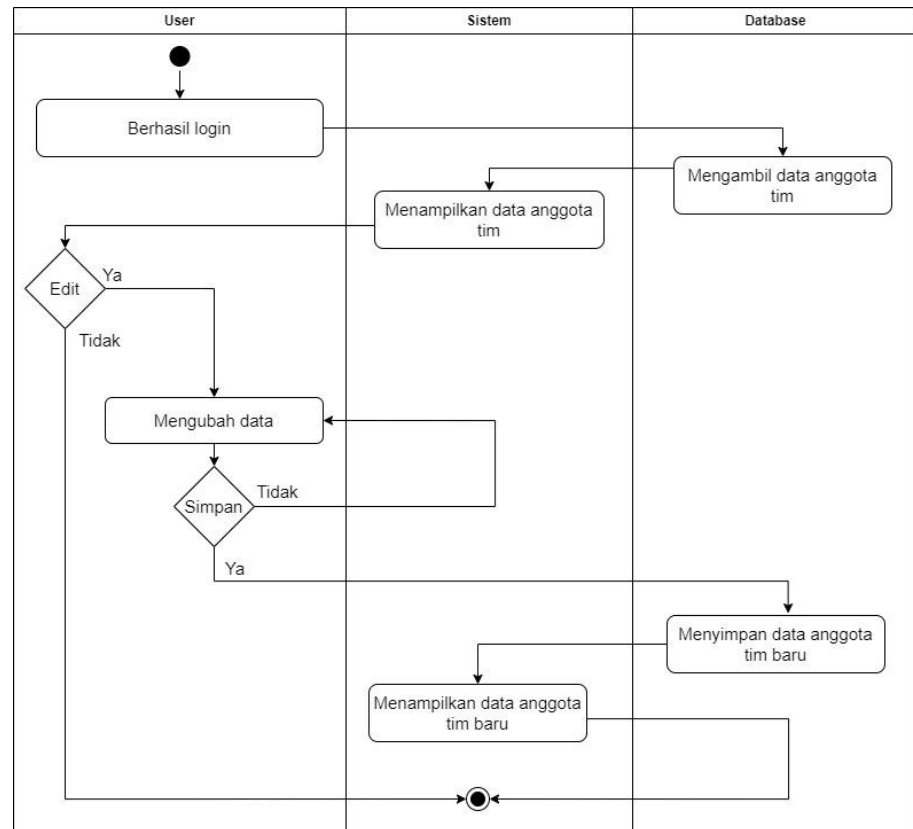 User
Sistem
Database
Berhasil login
Mengambil data anggota
tim
Menampilkan data anggota
tim
Edit
Ya
Tidak
Mengubah data
Simpan
Tidak
Ya
Menyimpan data anggota
tim baru
Menampilkan data anggota
tim baru